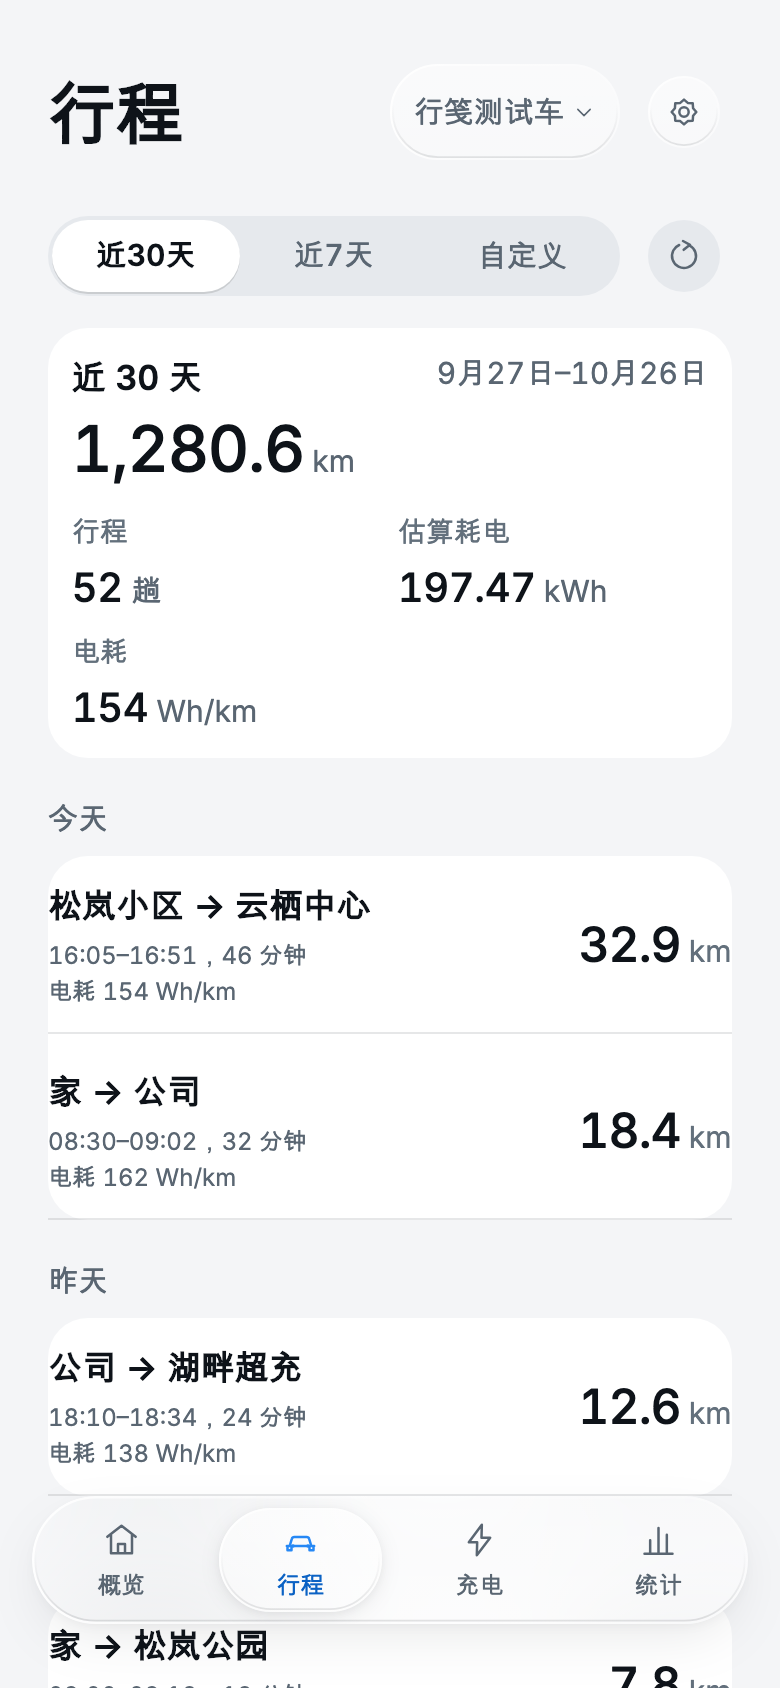 行程
行笺测试车
近30天 近7天 自定义
近 30 天 9月27日–10月26日
1,280.6 km
行程 估算耗电
52 趟 197.47 kWh
电耗
154 Wh/km
今天
松岚小区 → 云栖中心
16:05–16:51，46 分钟
电耗 154 Wh/km
32.9 km
家 → 公司
08:30–09:02，32 分钟
电耗 162 Wh/km
18.4 km
昨天
公司 → 湖畔超充
18:10–18:34，24 分钟
电耗 138 Wh/km
12.6 km
概览 行程 充电 统计
家 → 松岚公园
7.8 km